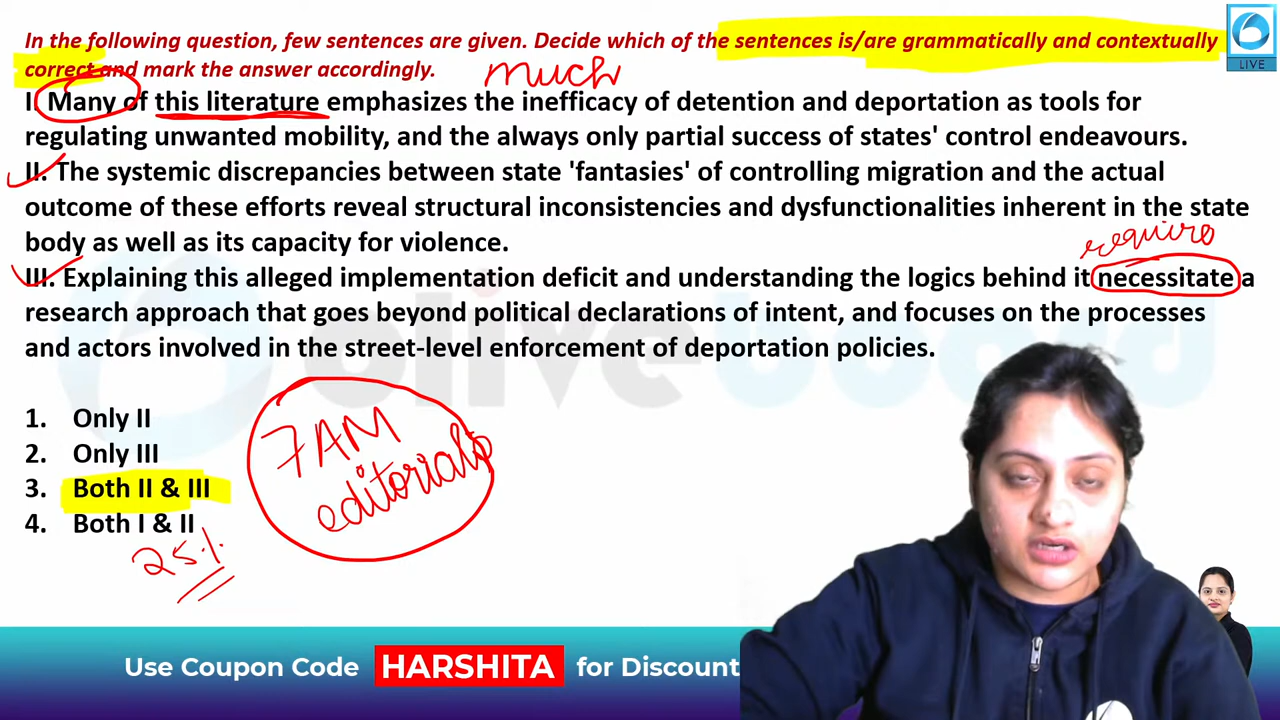 In the following question, few sentences are given. Decide which of the sentences is/are grammatically and contextually
correct and mark the answer accordingly.
much
I. Many of this literature emphasizes the inefficacy of detention and deportation as tools for
regulating unwanted mobility, and the always only partial success of states' control endeavours.
II. The systemic discrepancies between state 'fantasies' of controlling migration and the actual
outcome of these efforts reveal structural inconsistencies and dysfunctionalities inherent in the state
body as well as its capacity for violence.
require
III. Explaining this alleged implementation deficit and understanding the logics behind it necessitate a
research approach that goes beyond political declarations of intent, and focuses on the processes
and actors involved in the street-level enforcement of deportation policies.
1. Only II
2. Only III
3. Both II & III
4. Both I & II
7 AM
editorials
25%
LIVE
olive board
Use Coupon Code HARSHITA for Discount